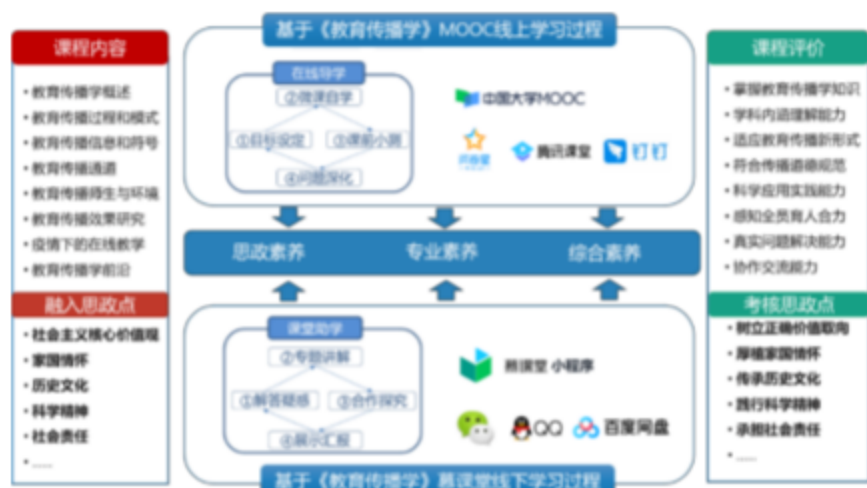 基于《教育传播学》MOOC线上学习过程
课程内容
• 教育传播学概述
• 教育传播过程和模式
• 教育传播信息和符号
• 教育传播通道
• 教育传播师生与环境
• 教育传播效果研究
• 疫情下的在线教学
• 教育传播学前沿
融入思政点
• 社会主义核心价值观
• 家国情怀
• 历史文化
• 科学精神
• 社会责任
• ……
在线导学
②微课自学
①目标设定
③课前小测
④问题深化
中国大学MOOC
问卷星
腾讯课堂
钉钉
思政素养
专业素养
综合素养
课堂助学
②专题讲解
①解答疑惑
③合作探究
④展示汇报
慕课堂 小程序
QQ
百度网盘
基于《教育传播学》慕课堂线下学习过程
课程评价
• 掌握教育传播学知识
• 学科内涵理解能力
• 适应教育传播新形式
• 符合传播道德规范
• 科学应用实践能力
• 感知全员育人合力
• 真实问题解决能力
• 协作交流能力
考核思政点
• 树立正确价值取向
• 厚植家国情怀
• 传承历史文化
• 践行科学精神
• 承担社会责任
• ……